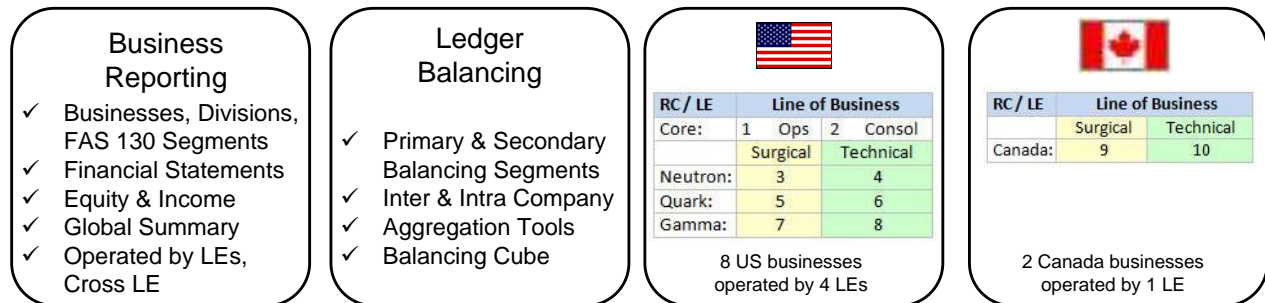 Business
Reporting
✓ Businesses, Divisions,
FAS 130 Segments
✓ Financial Statements
✓ Equity & Income
✓ Global Summary
✓ Operated by LEs,
Cross LE
Ledger
Balancing
✓ Primary & Secondary
Balancing Segments
✓ Inter & Intra Company
✓ Aggregation Tools
✓ Balancing Cube
RC / LE Line of Business
Core: 1 Ops 2 Consol
Surgical Technical
Neutron: 3 4
Quark: 5 6
Gamma: 7 8
8 US businesses
operated by 4 LEs
RC / LE Line of Business
Surgical Technical
Canada: 9 10
2 Canada businesses
operated by 1 LE